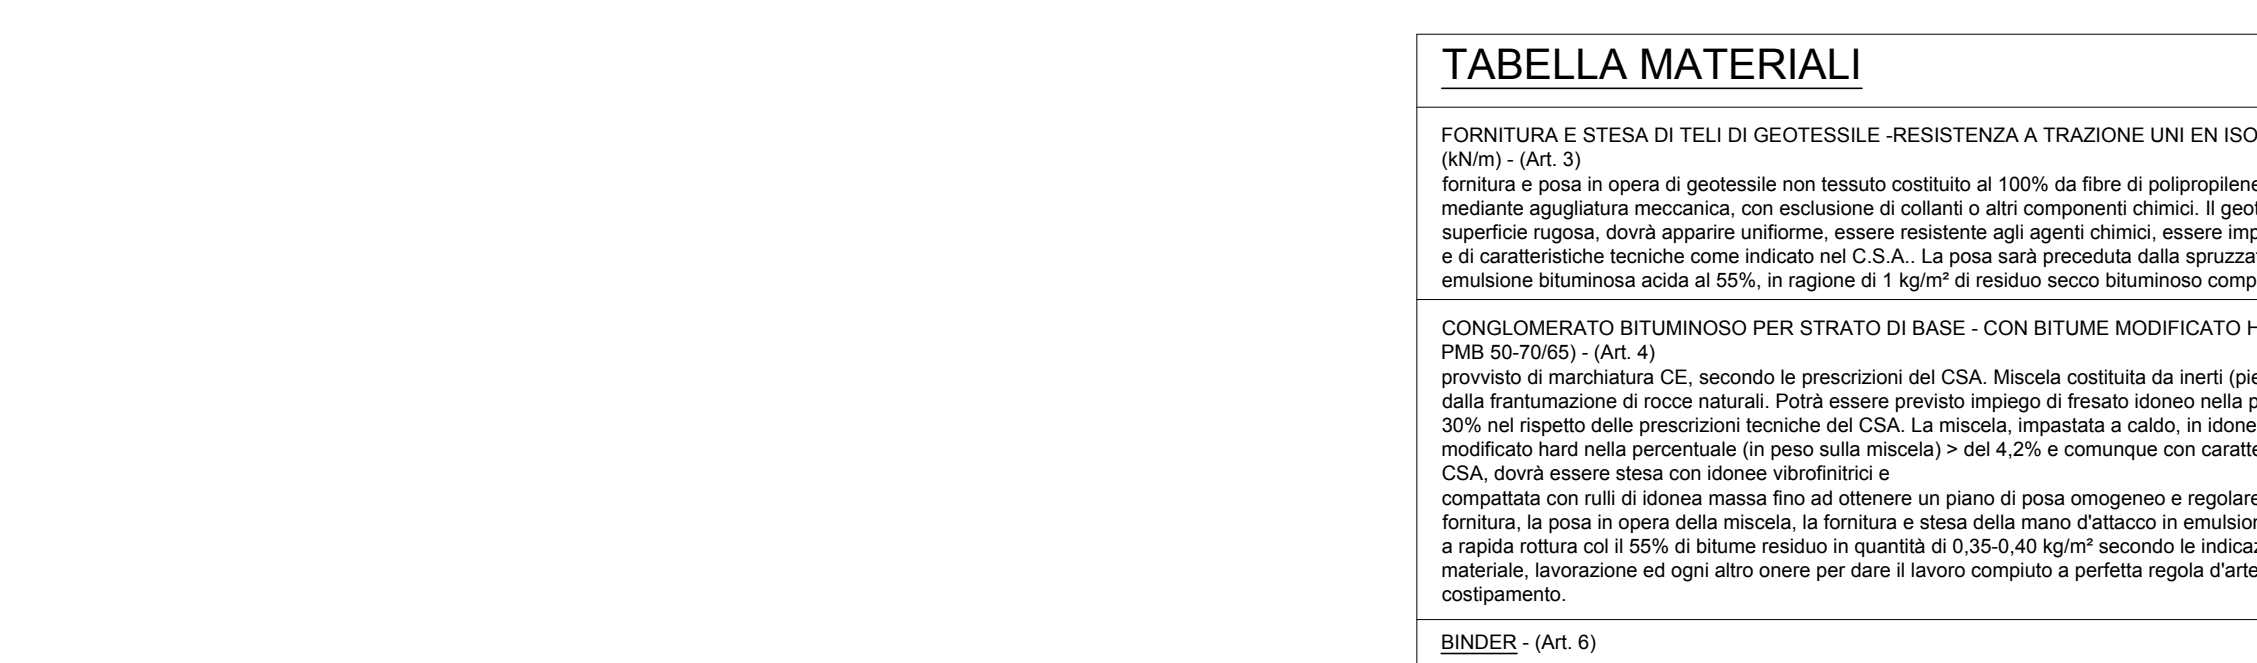 TABELLA MATERIALI
FORNITURA E STESA DI TELI DI GEOTESSILE -RESISTENZA A TRAZIONE UNI EN ISO
(kN/m) - (Art. 3)
fornitura e posa in opera di geotessile non tessuto costituito al 100% da fibre di polipropilene
mediante agugliatura meccanica, con esclusione di collanti o altri componenti chimici. Il geot
superficie rugosa, dovrà apparire unifiorme, essere resistente agli agenti chimici, essere imp
e di caratteristiche tecniche come indicato nel C.S.A.. La posa sarà preceduta dalla spruzzat
emulsione bituminosa acida al 55%, in ragione di 1 kg/m² di residuo secco bituminoso comp
CONGLOMERATO BITUMINOSO PER STRATO DI BASE - CON BITUME MODIFICATO H
PMB 50-70/65) - (Art. 4)
provvisto di marchiatura CE, secondo le prescrizioni del CSA. Miscela costituita da inerti (pie
dalla frantumazione di rocce naturali. Potrà essere previsto impiego di fresato idoneo nella p
30% nel rispetto delle prescrizioni tecniche del CSA. La miscela, impastata a caldo, in idone
modificato hard nella percentuale (in peso sulla miscela) > del 4,2% e comunque con caratte
CSA, dovrà essere stesa con idonee vibrofinitrici e
compattata con rulli di idonea massa fino ad ottenere un piano di posa omogeneo e regolare
fornitura, la posa in opera della miscela, la fornitura e stesa della mano d'attacco in emulsion
a rapida rottura col il 55% di bitume residuo in quantità di 0,35-0,40 kg/m² secondo le indicaz
materiale, lavorazione ed ogni altro onere per dare il lavoro compiuto a perfetta regola d'arte
costipamento.
BINDER - (Art. 6)